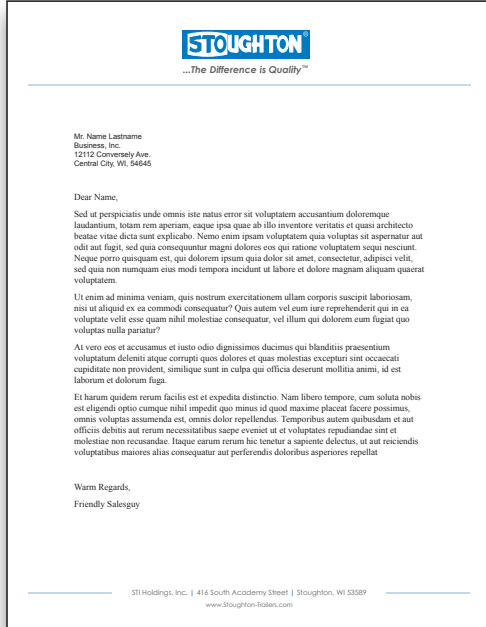 STOUGHTON®
...The Difference is Quality™
Mr. Name Lastname
Business, Inc.
12112 Conversely Ave.
Central City, WI, 54645
Dear Name,
Sed ut perspiciatis unde omnis iste natus error sit voluptatem accusantium doloremque
laudantium, totam rem aperiam, eaque ipsa quae ab illo inventore veritatis et quasi architecto
beatae vitae dicta sunt explicabo. Nemo enim ipsam voluptatem quia voluptas sit aspernatur aut
odit aut fugit, sed quia consequuntur magni dolores eos qui ratione voluptatem sequi nesciunt.
Neque porro quisquam est, qui dolorem ipsum quia dolor sit amet, consectetur, adipisci velit,
sed quia non numquam eius modi tempora incidunt ut labore et dolore magnam aliquam quaerat
voluptatem.
Ut enim ad minima veniam, quis nostrum exercitationem ullam corporis suscipit laboriosam,
nisi ut aliquid ex ea commodi consequatur? Quis autem vel eum iure reprehenderit qui in ea
voluptate velit esse quam nihil molestiae consequatur, vel illum qui dolorem eum fugiat quo
voluptas nulla pariatur?
At vero eos et accusamus et iusto odio dignissimos ducimus qui blanditiis praesentium
voluptatum deleniti atque corrupti quos dolores et quas molestias excepturi sint occaecati
cupiditate non provident, similique sunt in culpa qui officia deserunt mollitia animi, id est
laborum et dolorum fuga.
Et harum quidem rerum facilis est et expedita distinctio. Nam libero tempore, cum soluta nobis
est eligendi optio cumque nihil impedit quo minus id quod maxime placeat facere possimus,
omnis voluptas assumenda est, omnis dolor repellendus. Temporibus autem quibusdam et aut
officiis debitis aut rerum necessitatibus saepe eveniet ut et voluptates repudiandae sint et
molestiae non recusandae. Itaque earum rerum hic tenetur a sapiente delectus, ut aut reiciendis
voluptatibus maiores alias consequatur aut perferendis doloribus asperiores repellat
Warm Regards,
Friendly Salesguy
STI Holdings, Inc. | 416 South Academy Street | Stoughton, WI 53589
www.Stoughton-Trailers.com